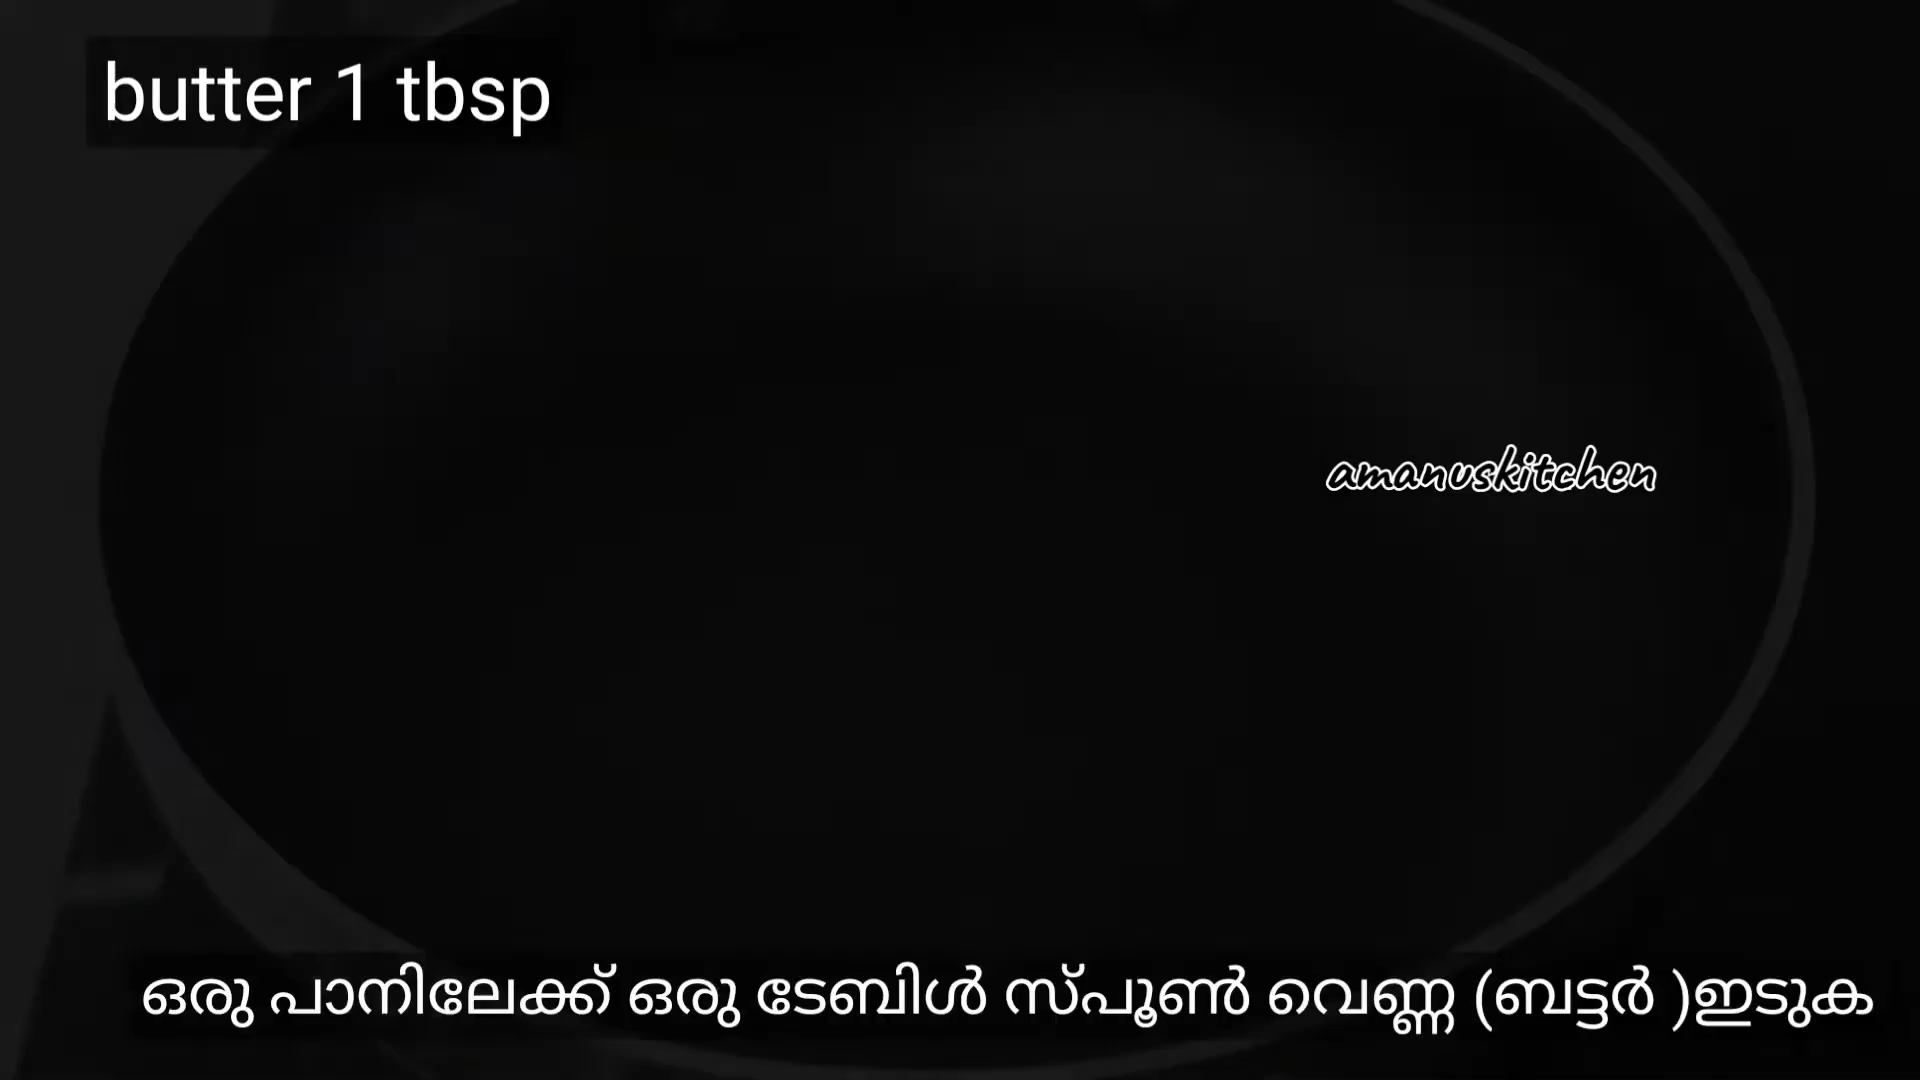 butter 1 tbsp
amanuskitchen
ഒരു പാനിലേക്ക് ഒരു ടേബിൾ സ്പൂൺ വെണ്ണ (ബട്ടർ )ഇടുക